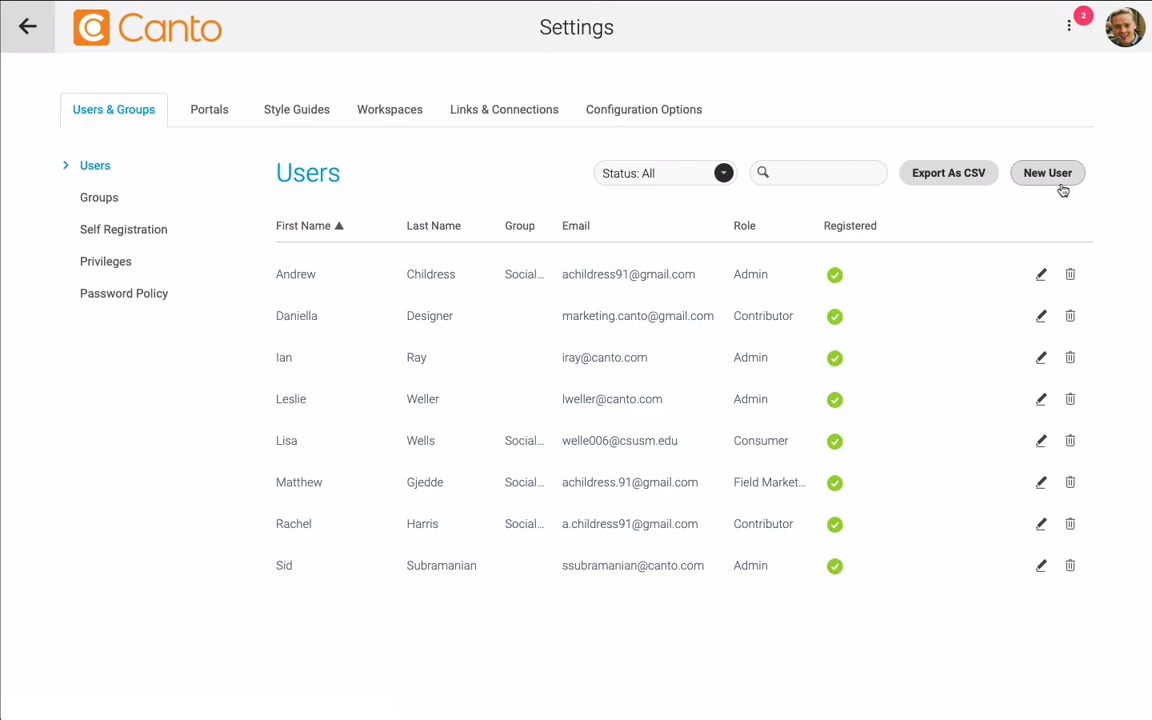 Canto
Settings
2
Users & Groups Portals Style Guides Workspaces Links & Connections Configuration Options
Users
Groups
Self Registration
Privileges
Password Policy
Users Status: All Export As CSV New User
First Name ▲ Last Name Group Email Role Registered
Andrew Childress Social... achildress91@gmail.com Admin
Daniella Designer marketing.canto@gmail.com Contributor
Ian Ray iray@canto.com Admin
Leslie Weller lweller@canto.com Admin
Lisa Wells Social... welle006@csusm.edu Consumer
Matthew Gjedde Social... achildress.91@gmail.com Field Market...
Rachel Harris Social... a.childress91@gmail.com Contributor
Sid Subramanian ssubramanian@canto.com Admin